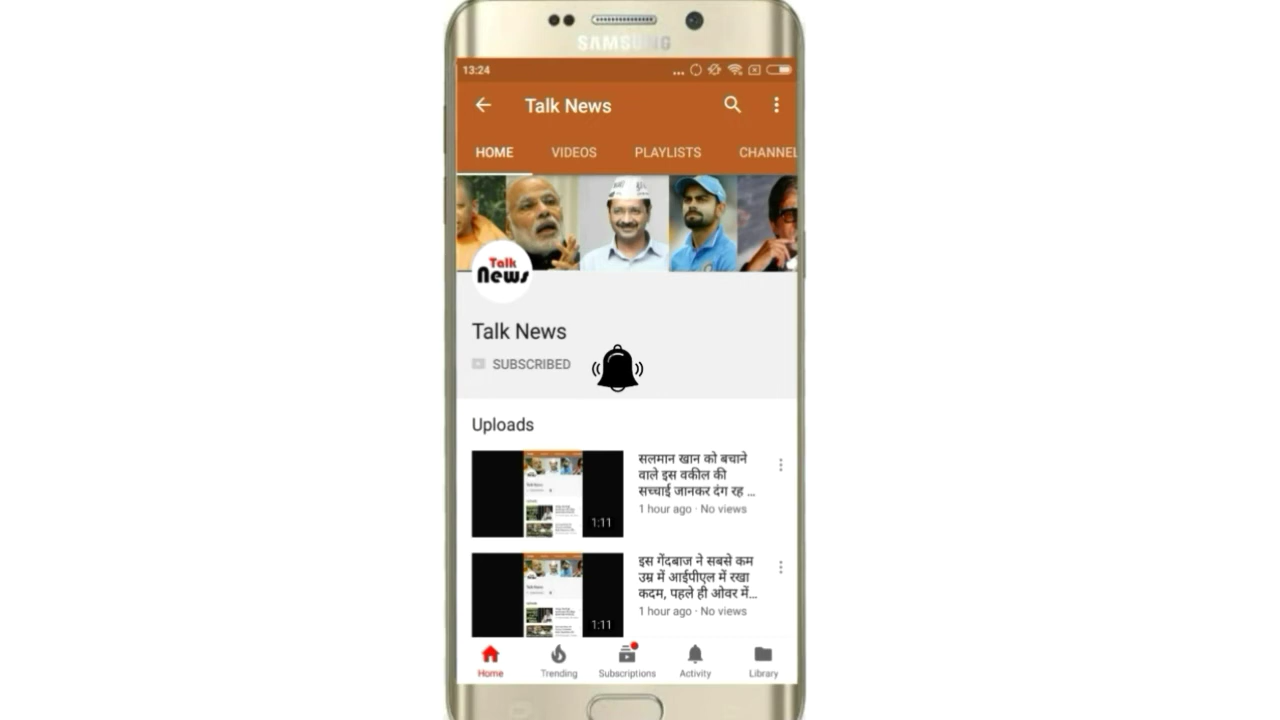 SAMSUNG
13:24
Talk News
HOME VIDEOS PLAYLISTS CHANNEL
Talk
News
Talk News
SUBSCRIBED
Uploads
सलमान खान को बचाने
वाले इस वकील की
सच्चाई जानकर दंग रह ...
1 hour ago · No views
1:11
इस गेंदबाज ने सबसे कम
उम्र में आईपीएल में रखा
कदम, पहले ही ओवर में...
1 hour ago · No views
1:11
Home Trending Subscriptions Activity Library